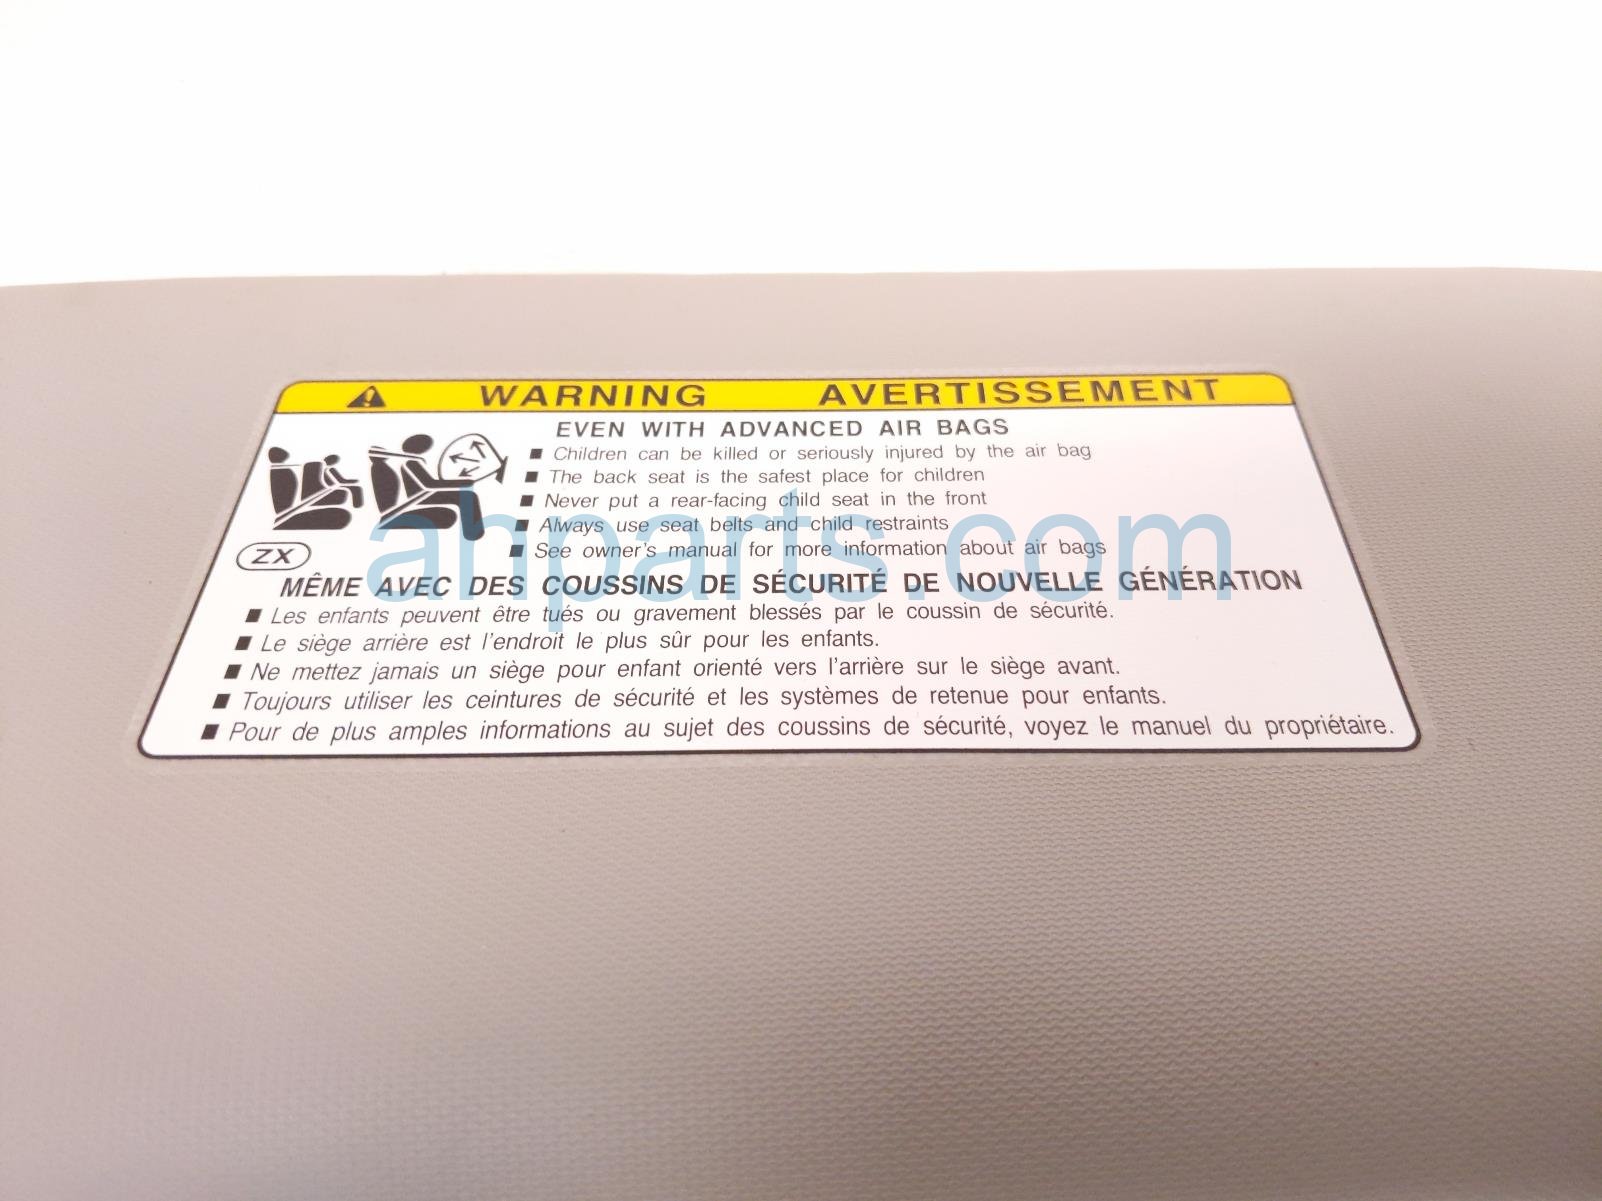 WARNING AVERTISSEMENT
EVEN WITH ADVANCED AIR BAGS
■ Children can be killed or seriously injured by the air bag
■ The back seat is the safest place for children
■ Never put a rear-facing child seat in the front
■ Always use seat belts and child restraints
■ See owner's manual for more information about air bags
ZX
MÊME AVEC DES COUSSINS DE SÉCURITÉ DE NOUVELLE GÉNÉRATION
■ Les enfants peuvent être tués ou gravement blessés par le coussin de sécurité.
■ Le siège arrière est l'endroit le plus sûr pour les enfants.
■ Ne mettez jamais un siège pour enfant orienté vers l'arrière sur le siège avant.
■ Toujours utiliser les ceintures de sécurité et les systèmes de retenue pour enfants.
■ Pour de plus amples informations au sujet des coussins de sécurité, voyez le manuel du propriétaire.
ahparts.com